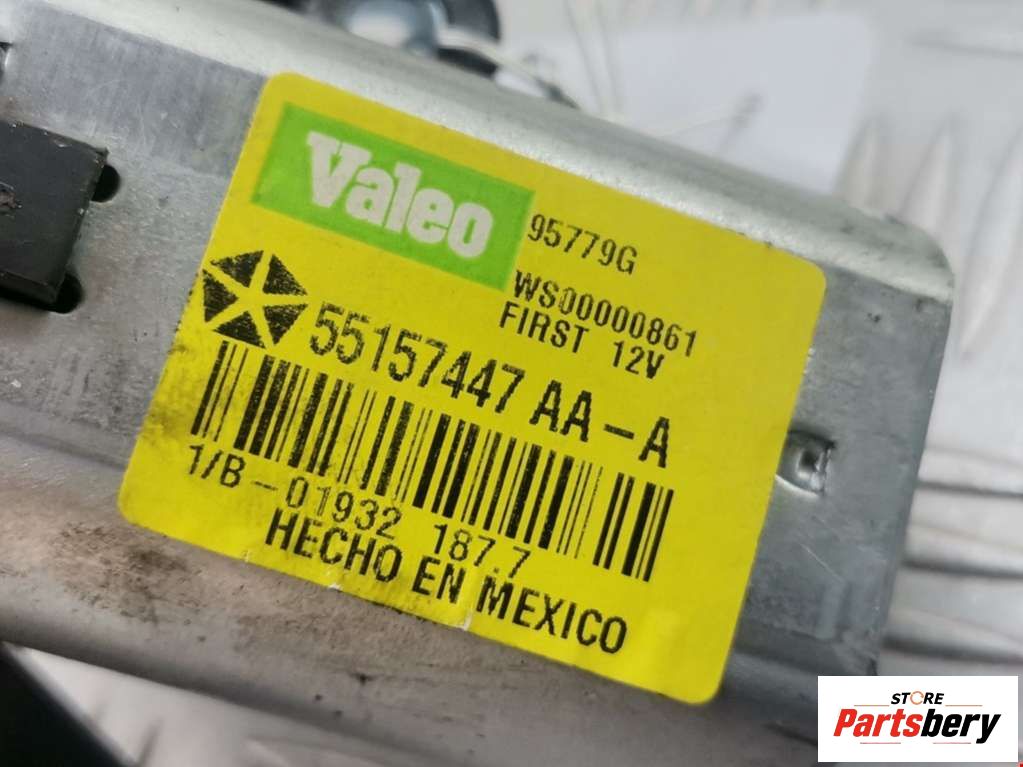 Valeo
95779G
WS00000861
FIRST 12V
55157447 AA-A
1/B-01932 187.7
HECHO EN MEXICO
STORE
Partsbery